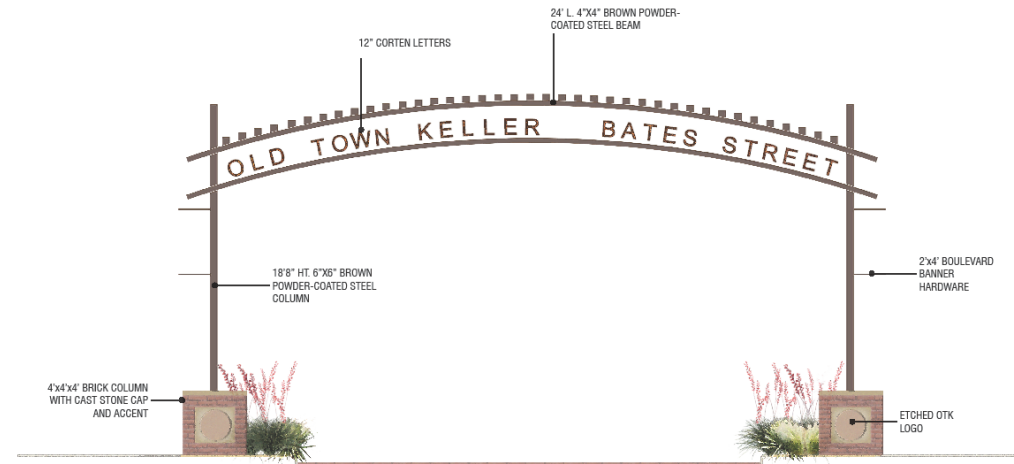 24' L. 4"X4" BROWN POWDER-
COATED STEEL BEAM
12" CORTEN LETTERS
OLD TOWN KELLER BATES STREET
18'8" HT. 6"X6" BROWN
POWDER-COATED STEEL
COLUMN
2'x4' BOULEVARD
BANNER
HARDWARE
4'x4'x4' BRICK COLUMN
WITH CAST STONE CAP
AND ACCENT
ETCHED OTK
LOGO